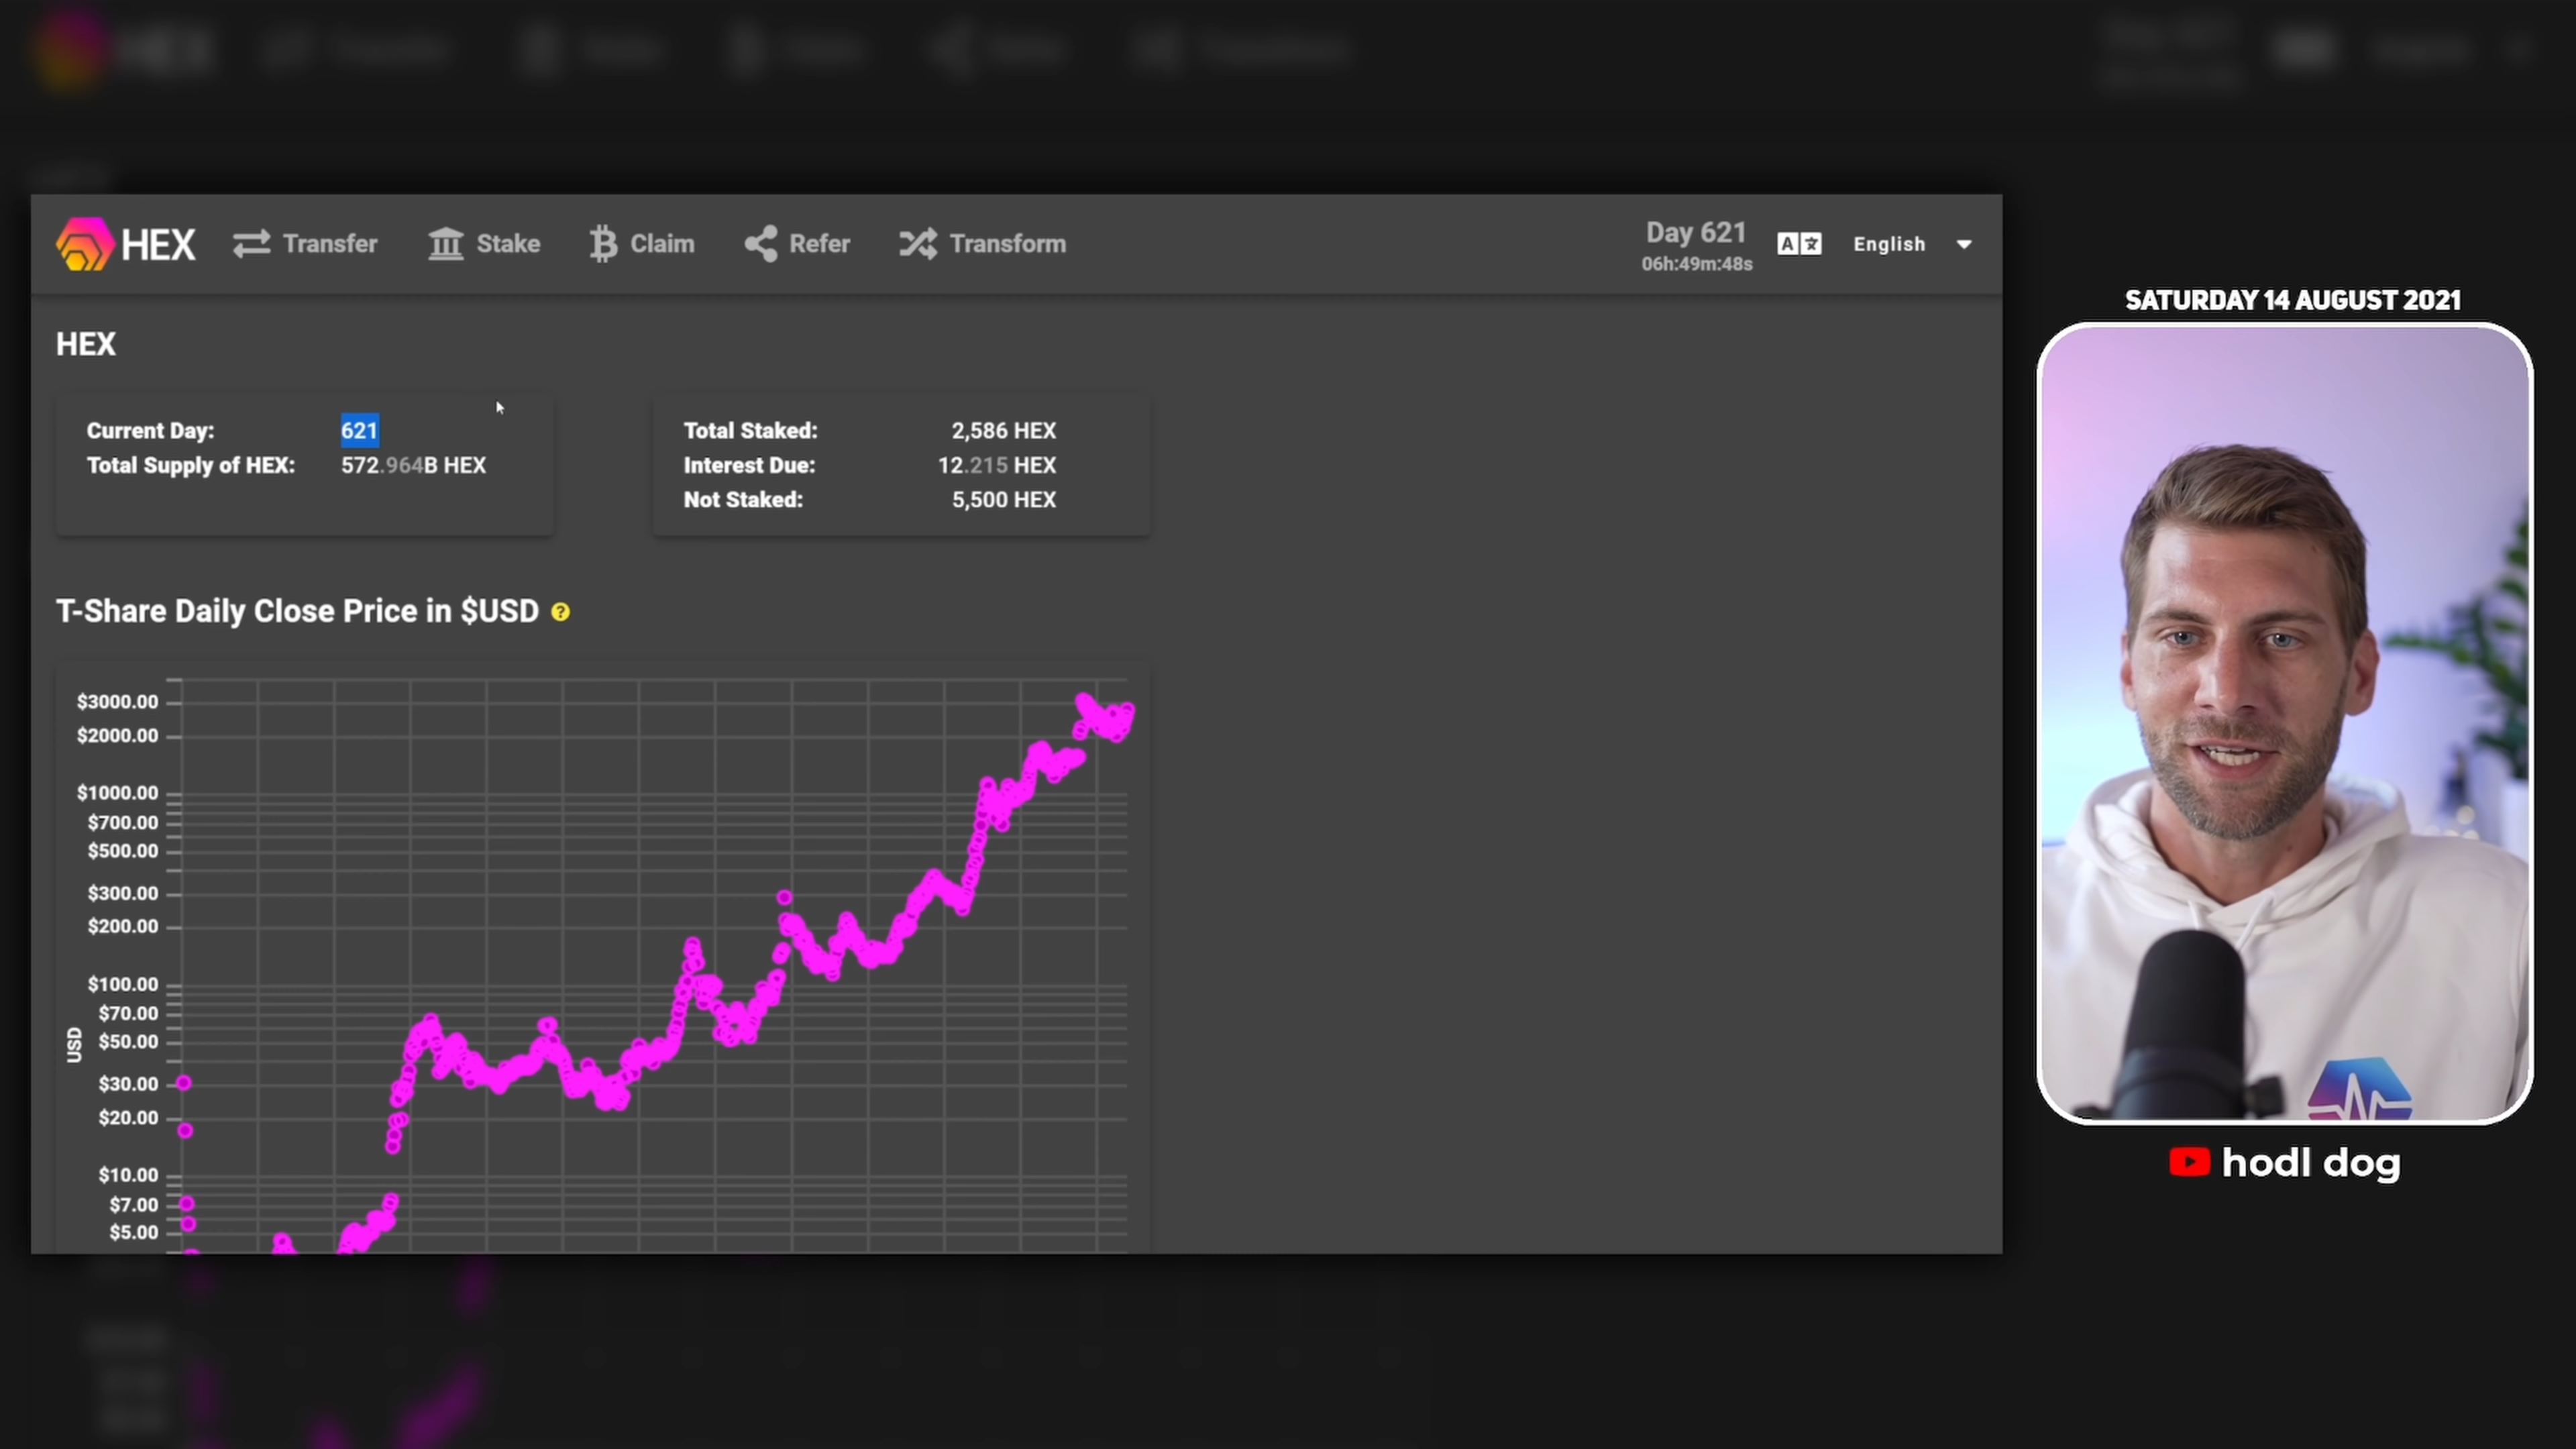 HEX Transfer Stake Claim Refer Transform Day 621 English
06h:49m:48s
HEX
Current Day: 621
Total Supply of HEX: 572.964B HEX
Total Staked: 2,586 HEX
Interest Due: 12.215 HEX
Not Staked: 5,500 HEX
T-Share Daily Close Price in $USD ?
$3000.00
$2000.00
$1000.00
$700.00
$500.00
$300.00
$200.00
$100.00
$70.00
$50.00
$30.00
$20.00
$10.00
$7.00
$5.00
USD
SATURDAY 14 AUGUST 2021
hodl dog